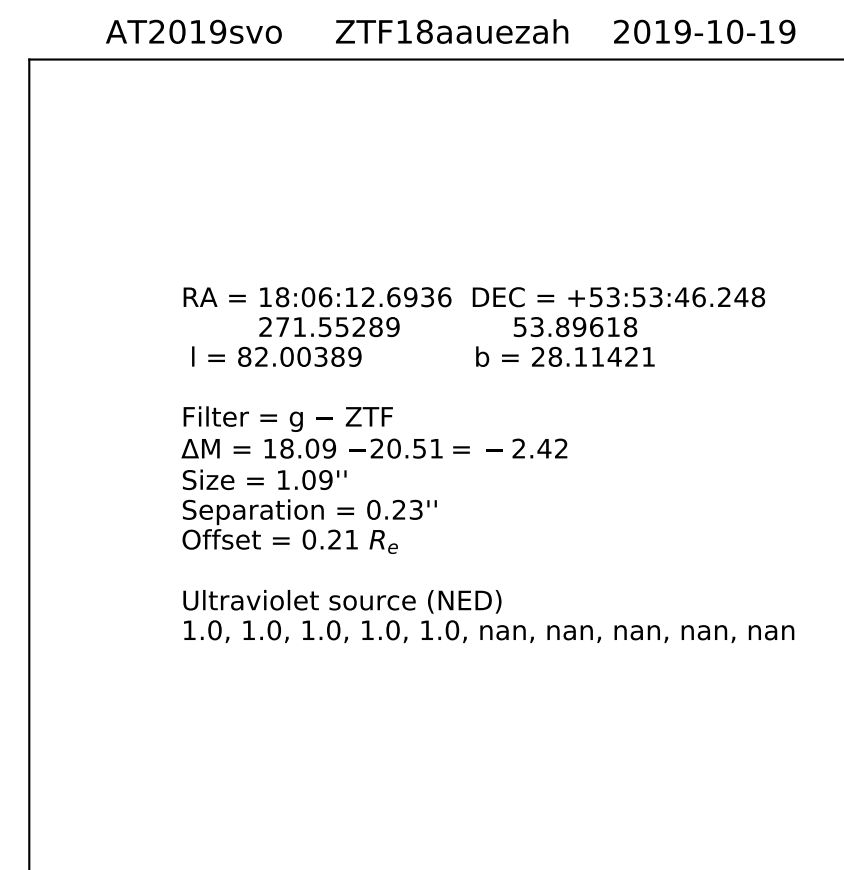 AT2019svo ZTF18aauezah 2019-10-19
RA = 18:06:12.6936 DEC = +53:53:46.248
271.55289 53.89618
l = 82.00389 b = 28.11421
Filter = g − ZTF
ΔM = 18.09 −20.51 = − 2.42
Size = 1.09''
Separation = 0.23''
Offset = 0.21 Re
Ultraviolet source (NED)
1.0, 1.0, 1.0, 1.0, 1.0, nan, nan, nan, nan, nan